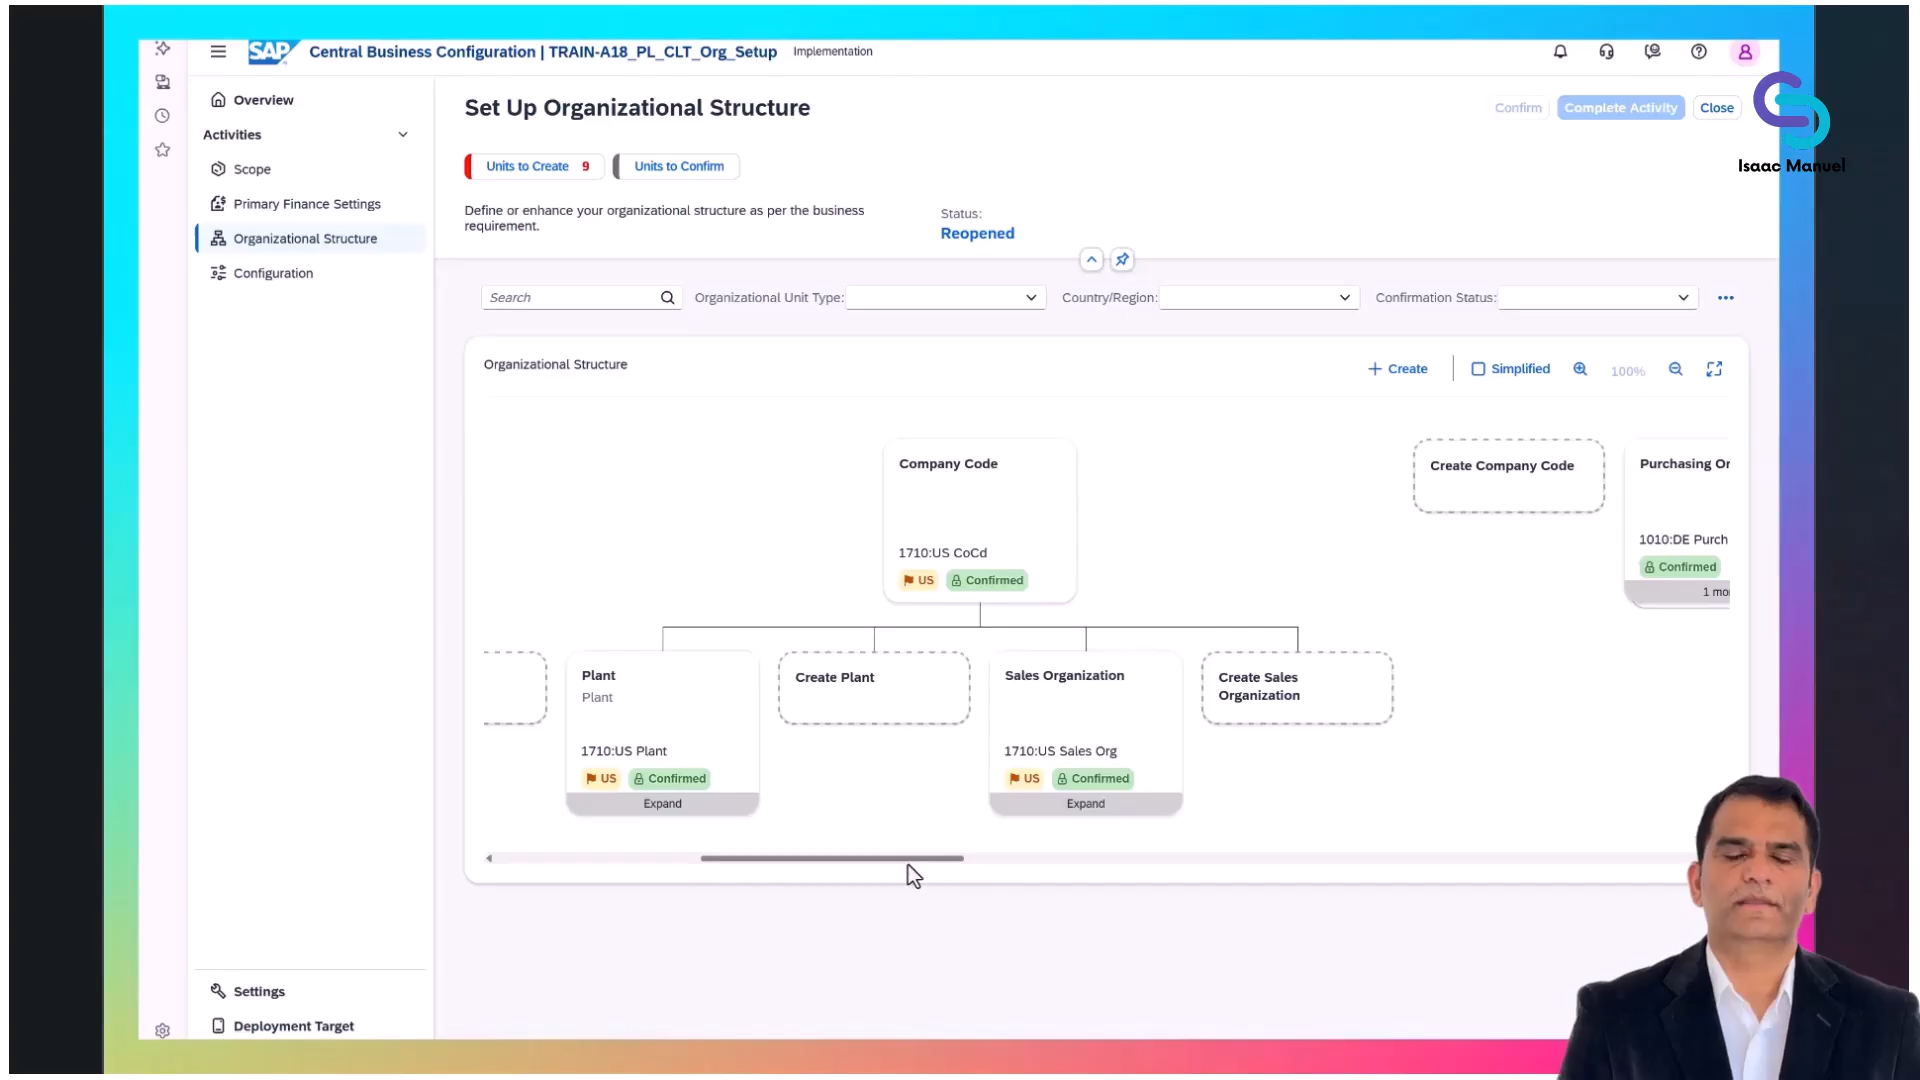 SAP
Central Business Configuration | TRAIN-A18_PL_CLT_Org_Setup
Implementation
Overview
Activities
Scope
Primary Finance Settings
Organizational Structure
Configuration
Settings
Deployment Target
Set Up Organizational Structure
Confirm
Complete Activity
Close
Isaac Manuel
Units to Create 9
Units to Confirm
Define or enhance your organizational structure as per the business
requirement.
Status:
Reopened
Search
Organizational Unit Type:
Country/Region:
Confirmation Status:
Organizational Structure
Create
Simplified
100%
Company Code
1710:US CoCd
US
Confirmed
Create Company Code
Purchasing Or
1010:DE Purch
Confirmed
1 mo
Plant
Plant
1710:US Plant
US
Confirmed
Expand
Create Plant
Sales Organization
1710:US Sales Org
US
Confirmed
Expand
Create Sales
Organization